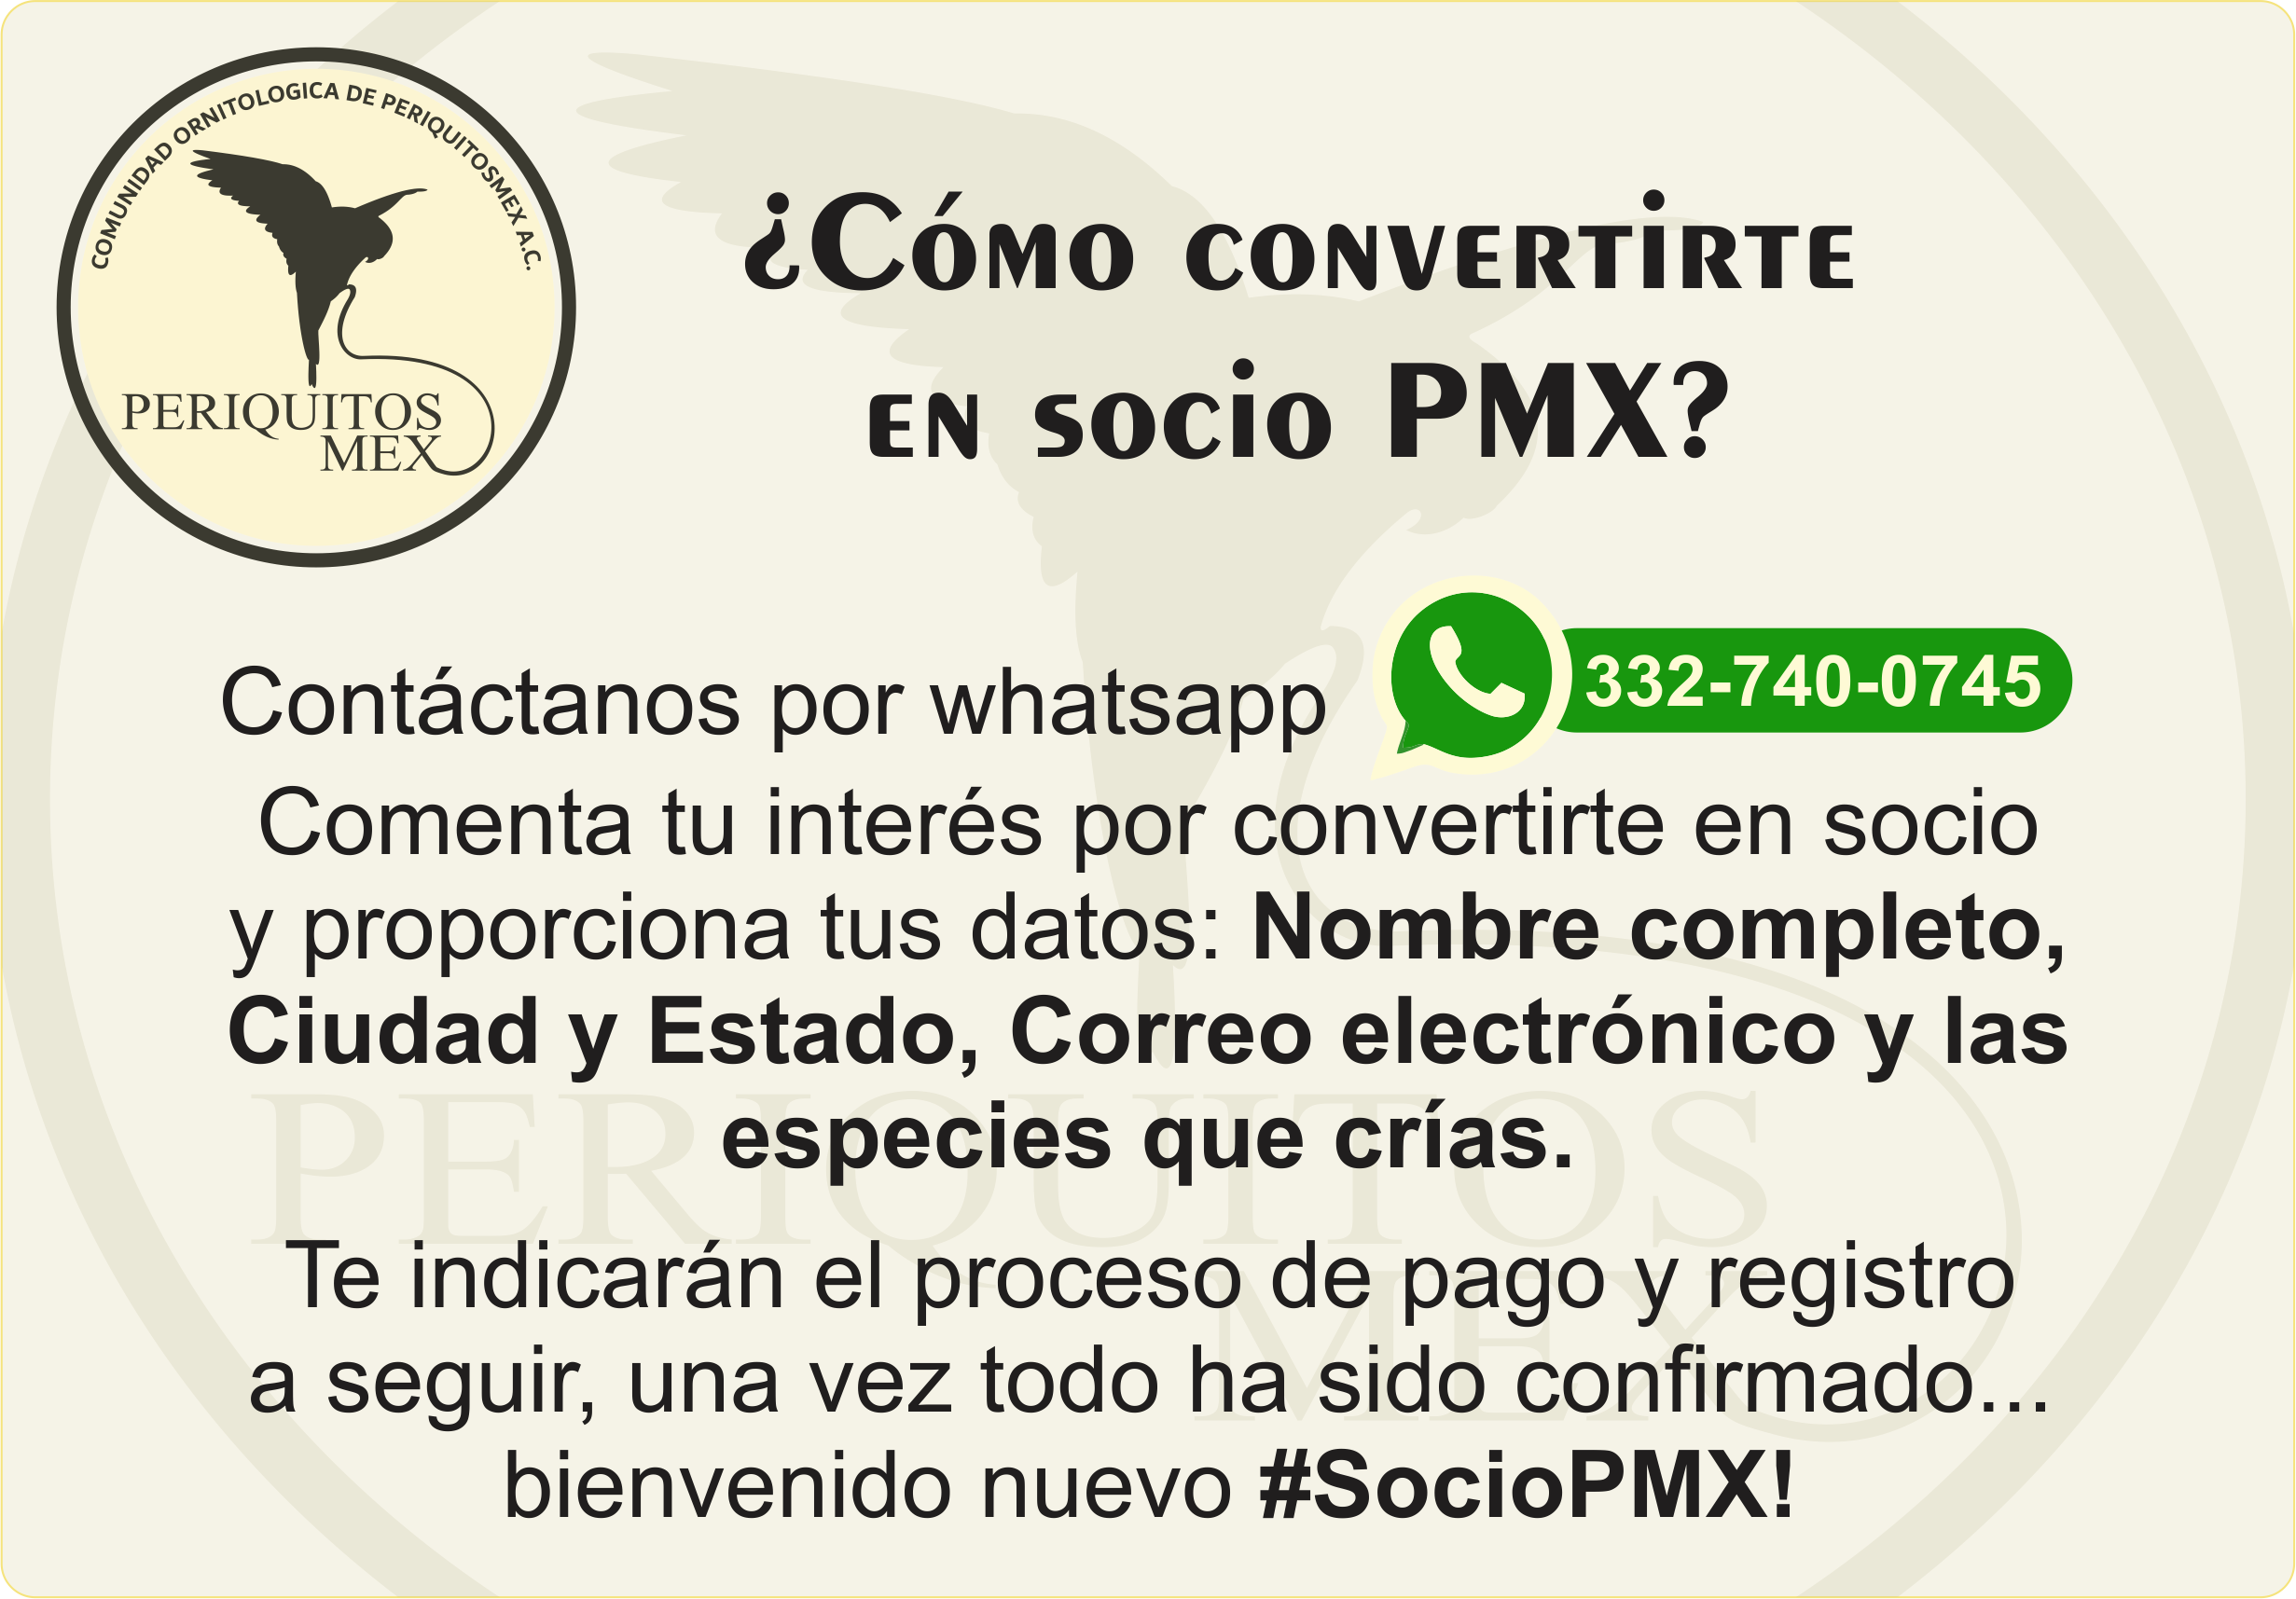 COMUNIDAD ORNITOLOGICA DE PERIQUITOSMEX A.C.
PERIQUITOS
MEX
¿Cómo convertirte
en socio PMX?
Contáctanos por whatsapp 332-740-0745
Comenta tu interés por convertirte en socio
y proporciona tus datos: Nombre completo,
Ciudad y Estado, Correo electrónico y las
especies que crías.
Te indicarán el proceso de pago y registro
a seguir, una vez todo ha sido confirmado...
bienvenido nuevo #SocioPMX!
PERIQUITOS
MEX